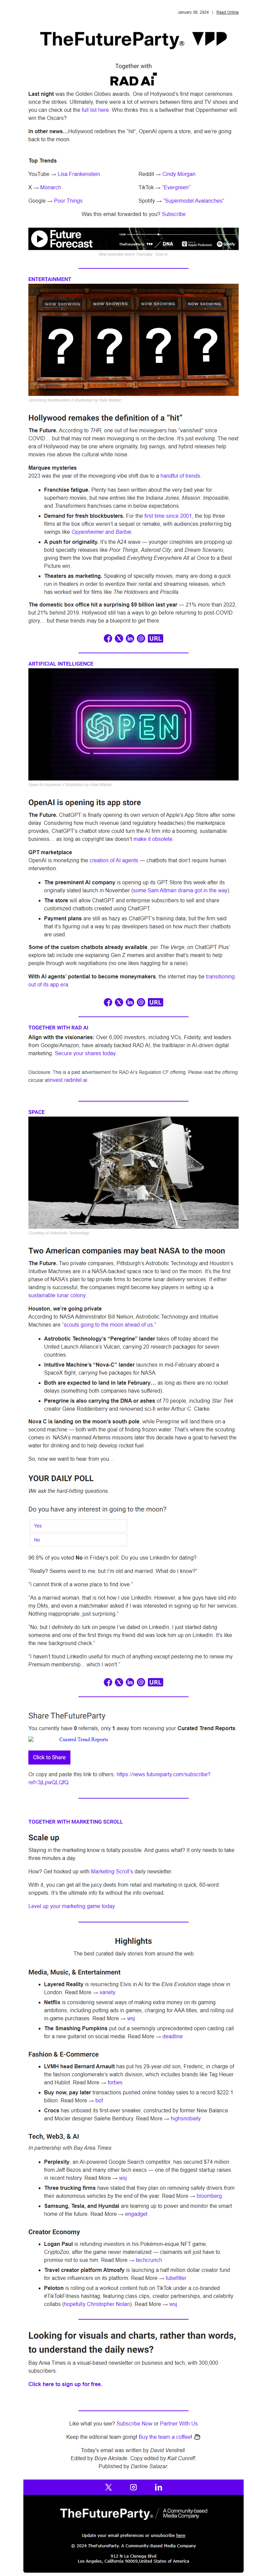 January 08, 2024 | Read Online
TheFutureParty®
Together with
RAD AI
Last night was the Golden Globes awards. One of Hollywood's first major ceremonies
since the strikes. Ultimately, there were a lot of winners between films and TV shows and
you can check out the full list here. Who thinks this is a bellwether that Oppenheimer will
win the Oscars?
In other news…Hollywood redefines the "hit", OpenAI opens a store, and we're going
back to the moon.
Top Trends
YouTube → Lisa Frankenstein
Reddit → Cindy Morgan
X → Monarch
TikTok → "Evergreen"
Google → Poor Things
Spotify → "Supermodel Avalanches"
Was this email forwarded to you? Subscribe
Future
Forecast
New episodes every Thursday. Tune in.
ENTERTAINMENT
NOW SHOWING NOW SHOWING NOW SHOWING NOW SHOWING
? ? ? ?
Upcoming blockbusters // Illustration by Kate Walker
Hollywood remakes the definition of a "hit"
The Future. According to THR, one out of five moviegoers has "vanished" since
COVID… but that may not mean moviegoing is on the decline. It's just evolving. The new
era of moviegoing may be one where originality, big swings, and hybrid releases help
movies take the cultural white noise.
Marquee mysteries
2023 was the year of the moviegoing vibe shift due to a handful of trends.
• Franchise fatigue. Plenty has been written about the very bad year for
superhero movies, but new entries in series like the Indiana Jones, Mission: Impossible,
and Transformers franchises came in below expectations.
• Demand for fresh blockbusters. For the first time since 2001, the top three
films at the box office weren't a sequel or remake, with audiences preferring big
swings like Oppenheimer and Barbie.
• A push for originality. It's the A24 wave — younger cinephiles are propping up
bold releases like Poor Things, Asteroid City, and Dream Scenario,
giving them the heat that propelled Everything Everywhere All at Once to a
Picture win.
• Theaters as marketing. Speaking of specialty movies, many are doing a quick
run in theaters to engender excitement for their rental and streaming releases, which
has worked well for films like The Holdovers and Priscilla.
The domestic box office hit a surprising $9 billion last year — 21% more than 2022,
but 21% behind 2019. Hollywood still has a ways to go before returning to post-COVID
glory… but these trends may be a blueprint to get there.
URL
ARTIFICIAL INTELLIGENCE
OPEN
Open for business // Illustration by Kate Walker
OpenAI is opening its app store
The Future. ChatGPT is finally opening its own version of Apple's App Store after some
delay. Considering how much developer revenue (and regulation) the marketplace
provides, ChatGPT's chatbot store could turn the AI firm into a booming, sustainable
business… as long as copyright law doesn't make it obsolete.
GPT marketplace
OpenAI is monetizing the creation of AI agents — chatbots that don't require human
intervention.
• The preeminent AI company is opening up its GPT Store this week after its
originally slated launch in November (some Sam Altman drama got in the way).
• The store will allow ChatGPT and enterprise subscribers to sell and share
customized chatbots created using ChatGPT.
• Payment plans are still as hazy as ChatGPT's training data, but the firm said
that it's figuring out a way to pay developers based on how much their chatbots
are used.
Some of the custom chatbots already available, per The Verge, on ChatGPT Plus'
explore tab include one explaining Gen Z memes and another that's meant to help
people through negotiations (no more winging it with Zees haggling for a raise).
With AI agents' potential to become moneymakers, the internet may be transitioning
out of its app era.
URL
TOGETHER WITH RAD AI
Align with the visionaries: Over 6,000 investors, including VCs, Fidelity, and leaders
from Google/Amazon, have already backed RAD AI, the trailblazer in AI-driven digital
marketing. Secure your shares today.
Disclosure: This is a paid advertisement for RAD AI's Regulation CF offering. Please read the offering
circular at invest.radintel.ai.
SPACE
Courtesy of Astrobotic Technology
Two American companies may beat NASA to the moon
The Future. Two private companies, Pittsburgh's Astrobotic Technology and Houston's
Intuitive Machines are in a NASA-backed space race to land on the moon. It's the first
phase of NASA's plan to tap private firms to become lunar delivery services. If either
landing is successful, the companies might become key players in setting up a
sustainable lunar colony.
Houston, we're going private
According to NASA Administrator Bill Nelson, Astrobotic Technology and Intuitive
Machines are "scouts going to the moon ahead of us."
• Astrobotic Technology's "Peregrine" lander takes off today aboard the
United Launch Alliance's Vulcan, carrying 20 research packages for seven
countries.
• Intuitive Machine's "Nova-C" lander launches in mid-February aboard a
SpaceX flight, carrying five packages for NASA.
• Both are expected to land in late February… as long as there are no rocket
delays (something both companies have suffered).
• Peregrine is also carrying the DNA or ashes of 70 people, including Star Trek
creator Gene Roddenberry and renowned sci-fi writer Arthur C. Clarke.
Nova C is landing on the moon's south pole, while Peregrine will land there on a
second machine — both with the goal of finding frozen water. That's where the strong
comes in: NASA's manned Artemis missions later this decade have a goal to harvest the
water for drinking and to help develop rocket fuel.
So, now we want to hear from you…
YOUR DAILY POLL
We ask the hard-hitting questions.
Do you have any interest in going to the moon?
Yes
No
96.8% of you voted No in Friday's poll: Do you use LinkedIn for dating?
"Really? Seems weird to me, but I'm old and married. What do I know?"
"I cannot think of a worse place to find love."
"As a married woman, that is not how I use LinkedIn. However, a few guys have slid into
my DMs, and even a matchmaker asked if I was interested in signing up for her services.
Nothing inappropriate, just surprising."
"No, but I definitely do lurk on people I've dated on LinkedIn. I just started dating
someone and one of the first things my friend did was look him up on LinkedIn. It's like
the new background check."
"I haven't found LinkedIn useful for much of anything except pestering me to renew my
Premium membership… which I won't."
URL
Share TheFutureParty
You currently have 0 referrals, only 1 away from receiving your Curated Trend Reports.
Curated Trend Reports
Click to Share
Or copy and paste this link to others: https://news.futureparty.com/subscribe?
ref=3jLpwQLQfQ
TOGETHER WITH MARKETING SCROLL
Scale up
Staying in the marketing know is totally possible. And guess what? It only needs to take
three minutes a day.
How? Get hooked up with Marketing Scroll's daily newsletter.
With it, you can get all the juicy deets from retail and marketing in quick, 60-word
snippets. It's the ultimate info fix without the info overload.
Level up your marketing game today.
Highlights
The best curated daily stories from around the web
Media, Music, & Entertainment
• Layered Reality is resurrecting Elvis in AI for the Elvis Evolution stage show in
London. Read More → variety
• Netflix is considering several ways of making extra money on its gaming
ambitions, including putting ads in games, charging for AAA titles, and rolling out
in-game purchases. Read More → wsj
• The Smashing Pumpkins put out a seemingly unprecedented open casting call
for a new guitarist on social media. Read More → deadline
Fashion & E-Commerce
• LVMH head Bernard Arnault has put his 29-year-old son, Frederic, in charge of
the fashion conglomerate's watch division, which includes brands like Tag Heuer
and Hublot. Read More → forbes
• Buy now, pay later transactions pushed online holiday sales to a record $222.1
billion. Read More → bof
• Crocs has unboxed its first-ever sneaker, constructed by former New Balance
and Moncler designer Salehe Bembury. Read More → highsnobiety
Tech, Web3, & AI
In partnership with Bay Area Times
• Perplexity, an AI-powered Google Search competitor, has secured $74 million
from Jeff Bezos and many other tech execs — one of the biggest startup raises
in recent history. Read More → wsj
• Three trucking firms have stated that they plan on removing safety drivers from
their autonomous vehicles by the end of the year. Read More → bloomberg
• Samsung, Tesla, and Hyundai are teaming up to power and monitor the smart
home of the future. Read More → engadget
Creator Economy
• Logan Paul is refunding investors in his Pokémon-esque NFT game,
CryptoZoo, after the game never materialized — claimants will just have to
promise not to sue him. Read More → techcrunch
• Travel creator platform Atmosfy is launching a half million dollar creator fund
for active influencers on its platform. Read More → tubefilter
• Peloton is rolling out a workout content hub on TikTok under a co-branded
#TikTokFitness hashtag, featuring class clips, creator partnerships, and celebrity
collabs (hopefully Christopher Nolan). Read More → wsj
Looking for visuals and charts, rather than words,
to understand the daily news?
Bay Area Times is a visual-based newsletter on business and tech, with 300,000
subscribers.
Click here to sign up for free.
Like what you see? Subscribe Now or Partner With Us
Keep the editorial team going! Buy the team a coffee!
Today's email was written by David Vendrell.
Edited by Boye Akolade. Copy edited by Kait Cunniff.
Published by Darline Salazar.
TheFutureParty® / A Community-based
Media Company
Update your email preferences or unsubscribe here
© 2024 TheFutureParty. A Community-Based Media Company
912 N La Cienega Blvd
Los Angeles, California 90069,United States of America